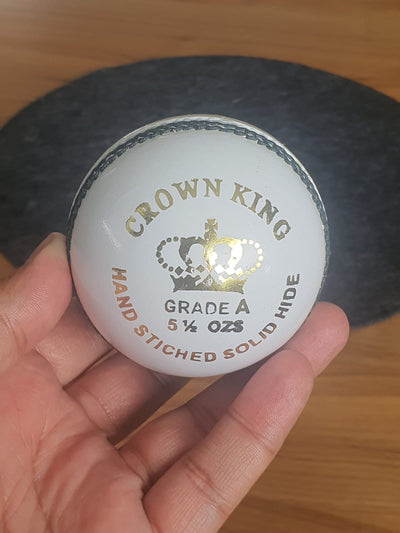 CROWN KING
GRADE A
5 ½ OZS
HAND STICHED SOLID HIDE